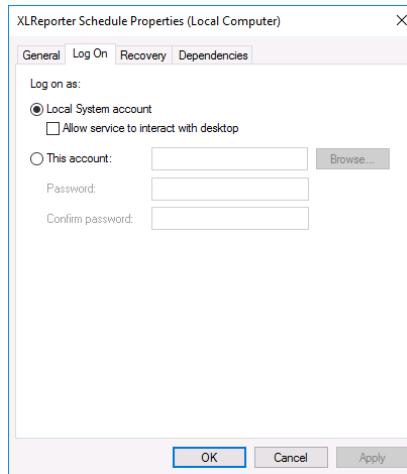 XLReporter Schedule Properties (Local Computer)
General Log On Recovery Dependencies
Log on as:
Local System account
Allow service to interact with desktop
This account: Browse...
Password:
Confirm password:
OK Cancel Apply